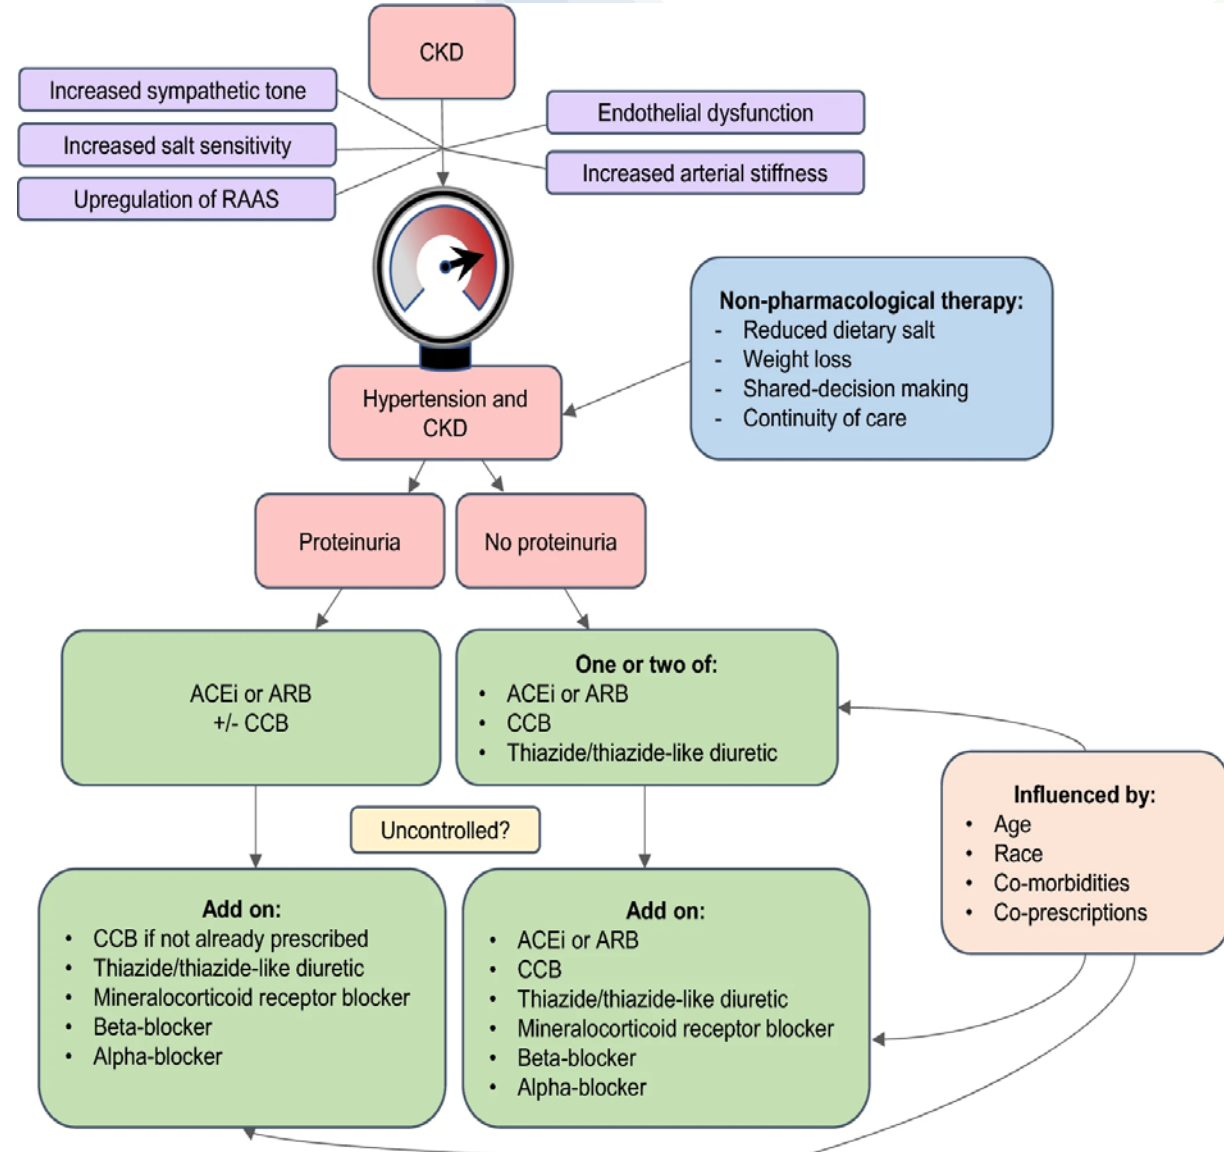 CKD
Increased sympathetic tone
Increased salt sensitivity
Upregulation of RAAS
Endothelial dysfunction
Increased arterial stiffness
Non-pharmacological therapy:
- Reduced dietary salt
- Weight loss
- Shared-decision making
- Continuity of care
Hypertension and
CKD
Proteinuria
No proteinuria
ACEi or ARB
+/- CCB
One or two of:
• ACEi or ARB
• CCB
• Thiazide/thiazide-like diuretic
Uncontrolled?
Influenced by:
• Age
• Race
• Co-morbidities
• Co-prescriptions
Add on:
• CCB if not already prescribed
• Thiazide/thiazide-like diuretic
• Mineralocorticoid receptor blocker
• Beta-blocker
• Alpha-blocker
Add on:
• ACEi or ARB
• CCB
• Thiazide/thiazide-like diuretic
• Mineralocorticoid receptor blocker
• Beta-blocker
• Alpha-blocker